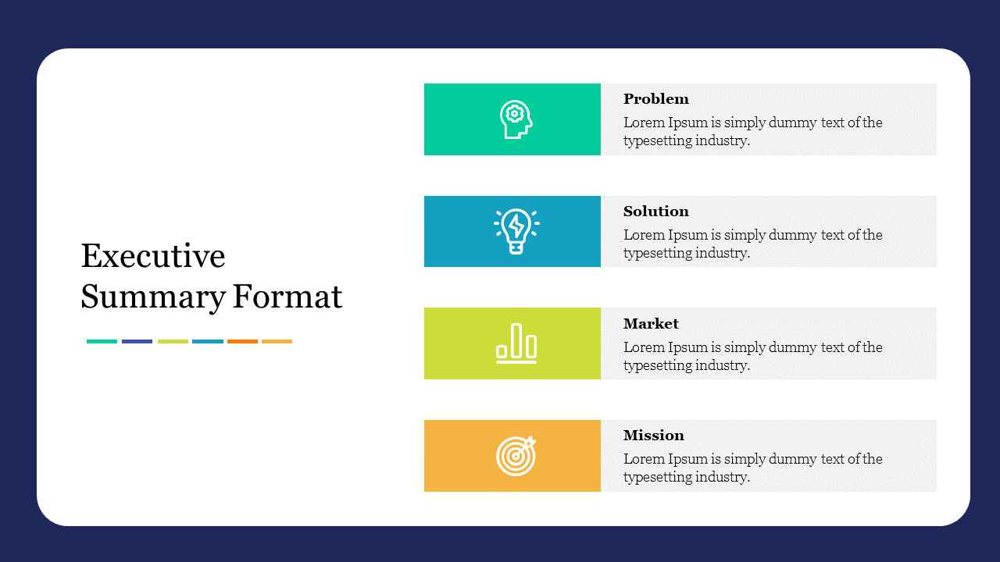 Executive
Summary Format
Problem
Lorem Ipsum is simply dummy text of the
typesetting industry.
Solution
Lorem Ipsum is simply dummy text of the
typesetting industry.
Market
Lorem Ipsum is simply dummy text of the
typesetting industry.
Mission
Lorem Ipsum is simply dummy text of the
typesetting industry.